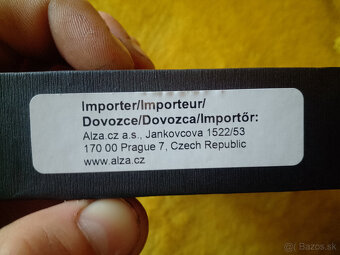 Importer/Importeur/
Dovozce/Dovozca/Importőr:
Alza.cz a.s., Jankovcova 1522/53
170 00 Prague 7, Czech Republic
www.alza.cz
© Bazos.sk